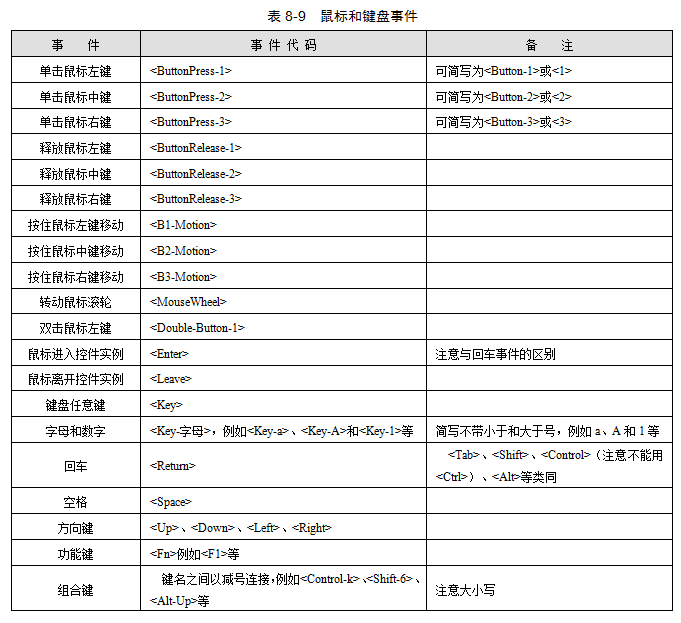 表 8-9 鼠标和键盘事件
事 件 事 件 代 码 备 注
单击鼠标左键 <ButtonPress-1> 可简写为<Button-1>或<1>
单击鼠标中键 <ButtonPress-2> 可简写为<Button-2>或<2>
单击鼠标右键 <ButtonPress-3> 可简写为<Button-3>或<3>
释放鼠标左键 <ButtonRelease-1>
释放鼠标中键 <ButtonRelease-2>
释放鼠标右键 <ButtonRelease-3>
按住鼠标左键移动 <B1-Motion>
按住鼠标中键移动 <B2-Motion>
按住鼠标右键移动 <B3-Motion>
转动鼠标滚轮 <MouseWheel>
双击鼠标左键 <Double-Button-1>
鼠标进入控件实例 <Enter> 注意与回车事件的区别
鼠标离开控件实例 <Leave>
键盘任意键 <Key>
字母和数字 <Key-字母>，例如<Key-a>、<Key-A>和<Key-1>等 简写不带小于和大于号，例如 a、A 和 1 等
回车 <Return> <Tab>、<Shift>、<Control>（注意不能用
<Ctrl>）、<Alt>等类同
空格 <Space>
方向键 <Up>、<Down>、<Left>、<Right>
功能键 <Fn>例如<F1>等
组合键 键名之间以减号连接，例如<Control-k>、<Shift-6>、
<Alt-Up>等 注意大小写